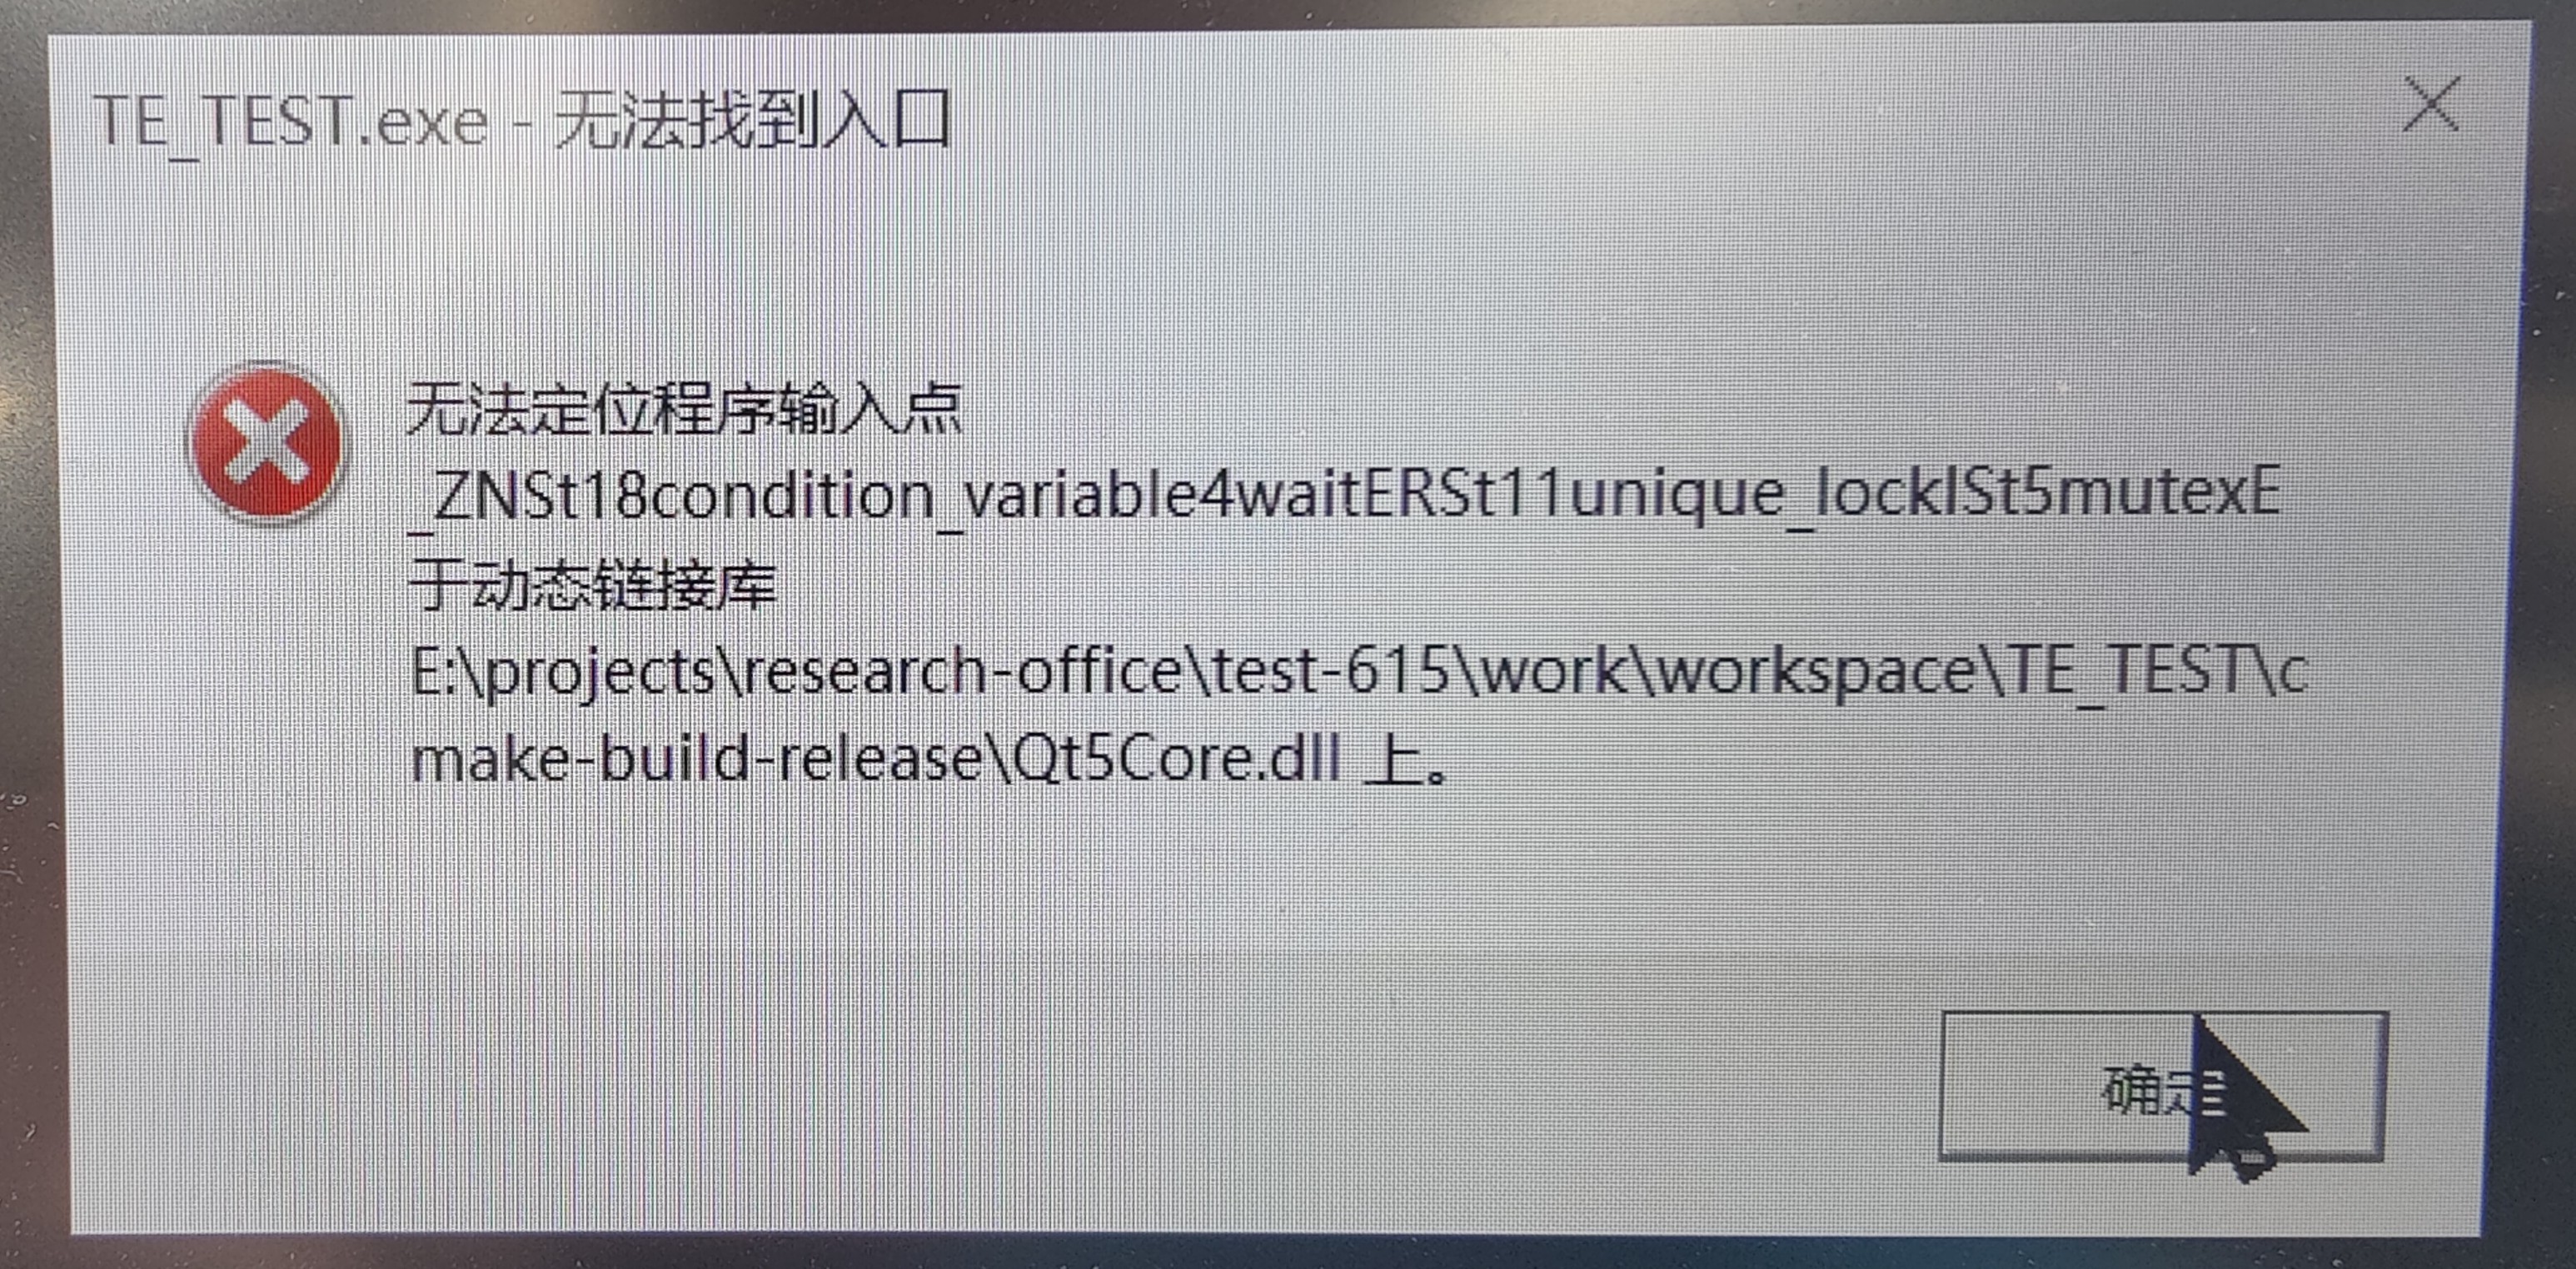 TE_TEST.exe - 无法找到入口
无法定位程序输入点
_ZNSt18condition_variable4waitERSt11unique_lockISt5mutexE
于动态链接库
E:\projects\research-office\test-615\work\workspace\TE_TEST\c
make-build-release\Qt5Core.dll 上。
确定